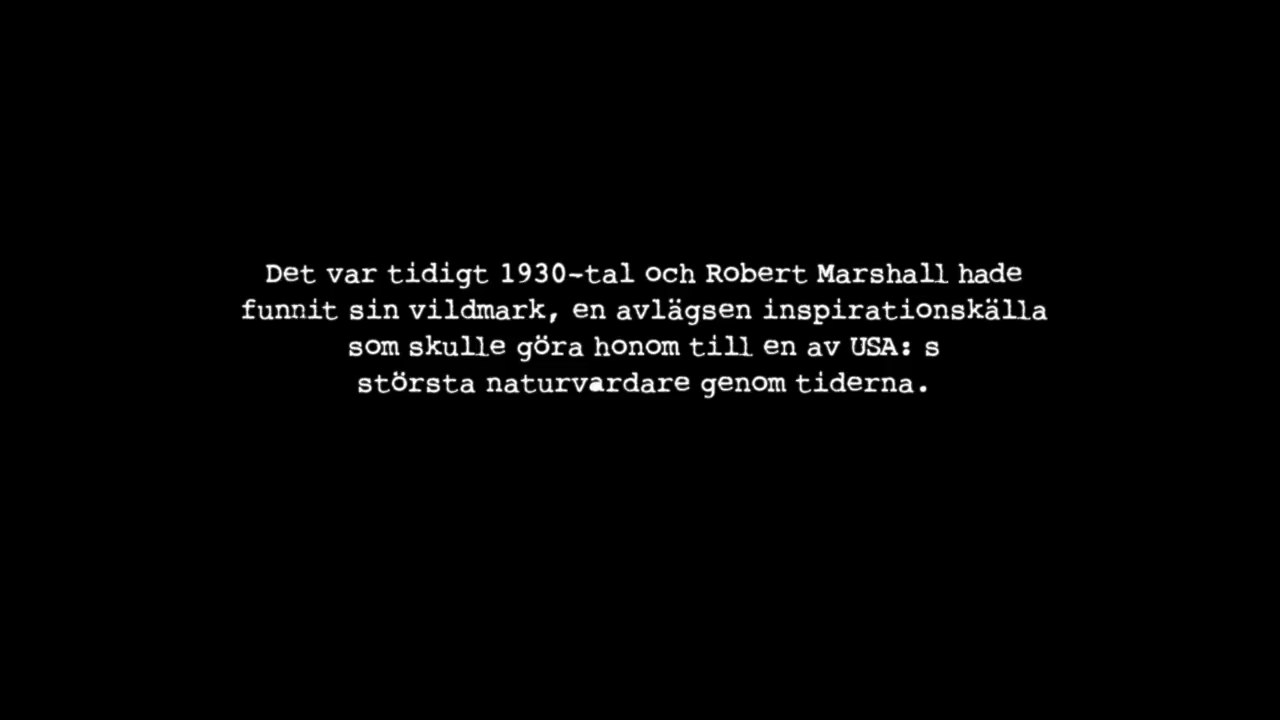 Det var tidigt 1930-tal och Robert Marshall hade
funnit sin vildmark, en avlägsen inspirationskälla
som skulle göra honom till en av USA: s
största naturvardare genom tiderna.